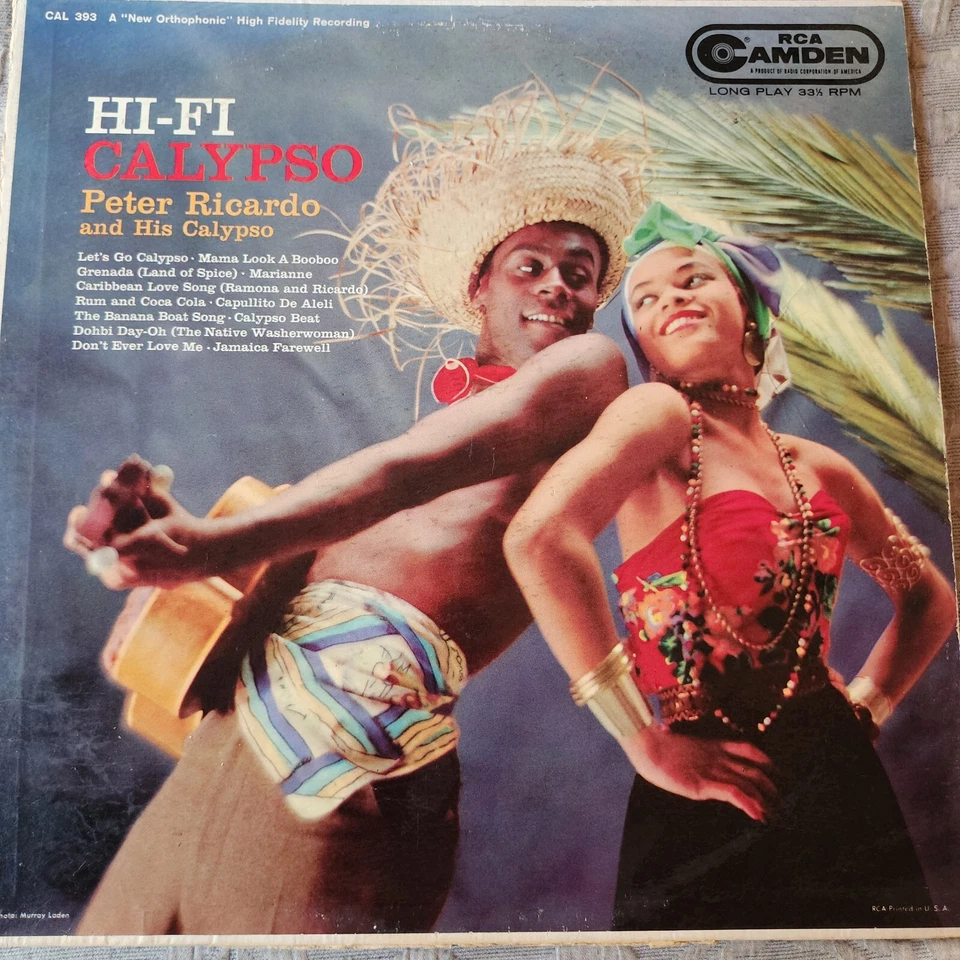 CAL 393 A "New Orthophonic" High Fidelity Recording
RCA
CAMDEN
®
A PRODUCT OF RADIO CORPORATION OF AMERICA
LONG PLAY 33⅓ RPM
HI-FI
CALYPSO
Peter Ricardo
and His Calypso
Let's Go Calypso · Mama Look A Booboo
Grenada (Land of Spice) · Marianne
Caribbean Love Song (Ramona and Ricardo)
Rum and Coca Cola · Capullito De Aleli
The Banana Boat Song · Calypso Beat
Dohbi Day-Oh (The Native Washerwoman)
Don't Ever Love Me · Jamaica Farewell
hoto: Murray Laden
RCA Printed in U. S. A.